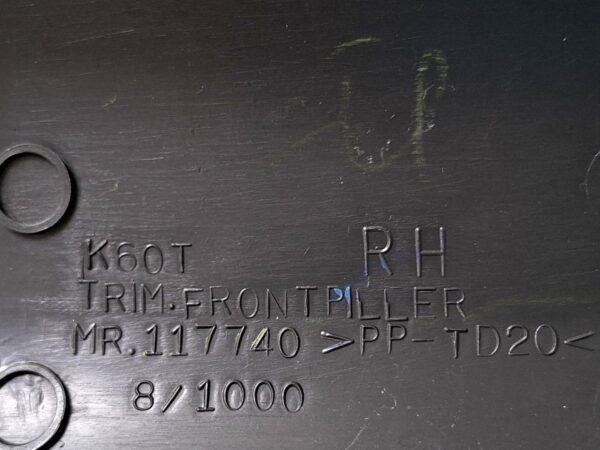 K60T RH
TRIM.FRONTPILLER
MR.117740 >PP-TD20<
8/1000